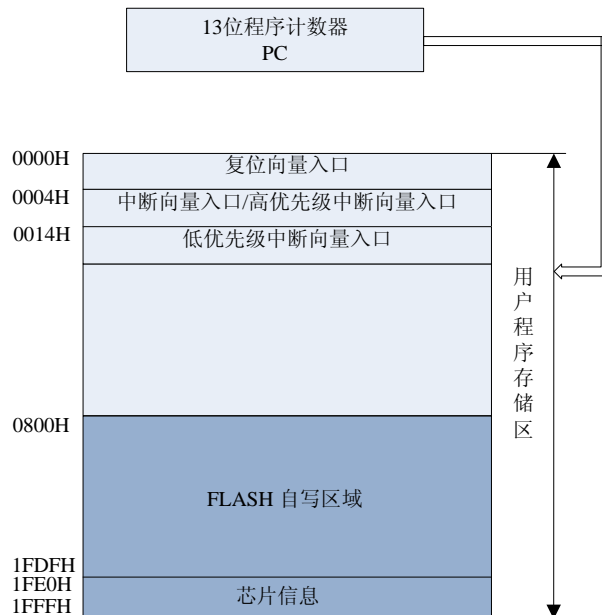 13位程序计数器
PC
0000H
复位向量入口
0004H
中断向量入口/高优先级中断向量入口
0014H
低优先级中断向量入口
用户程序存储区
0800H
FLASH 自写区域
1FDFH
1FE0H
芯片信息
1FFFH